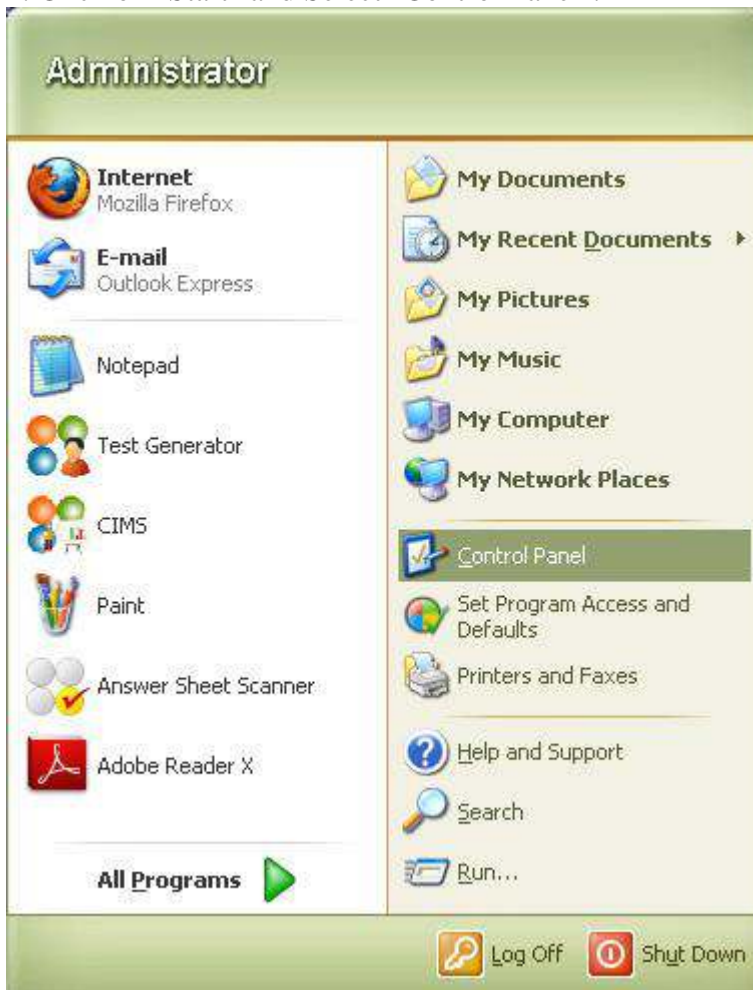 Administrator
Internet
Mozilla Firefox
E-mail
Outlook Express
Notepad
Test Generator
CIMS
Paint
Answer Sheet Scanner
Adobe Reader X
All Programs
My Documents
My Recent Documents
My Pictures
My Music
My Computer
My Network Places
Control Panel
Set Program Access and
Defaults
Printers and Faxes
Help and Support
Search
Run...
Log Off
Shut Down